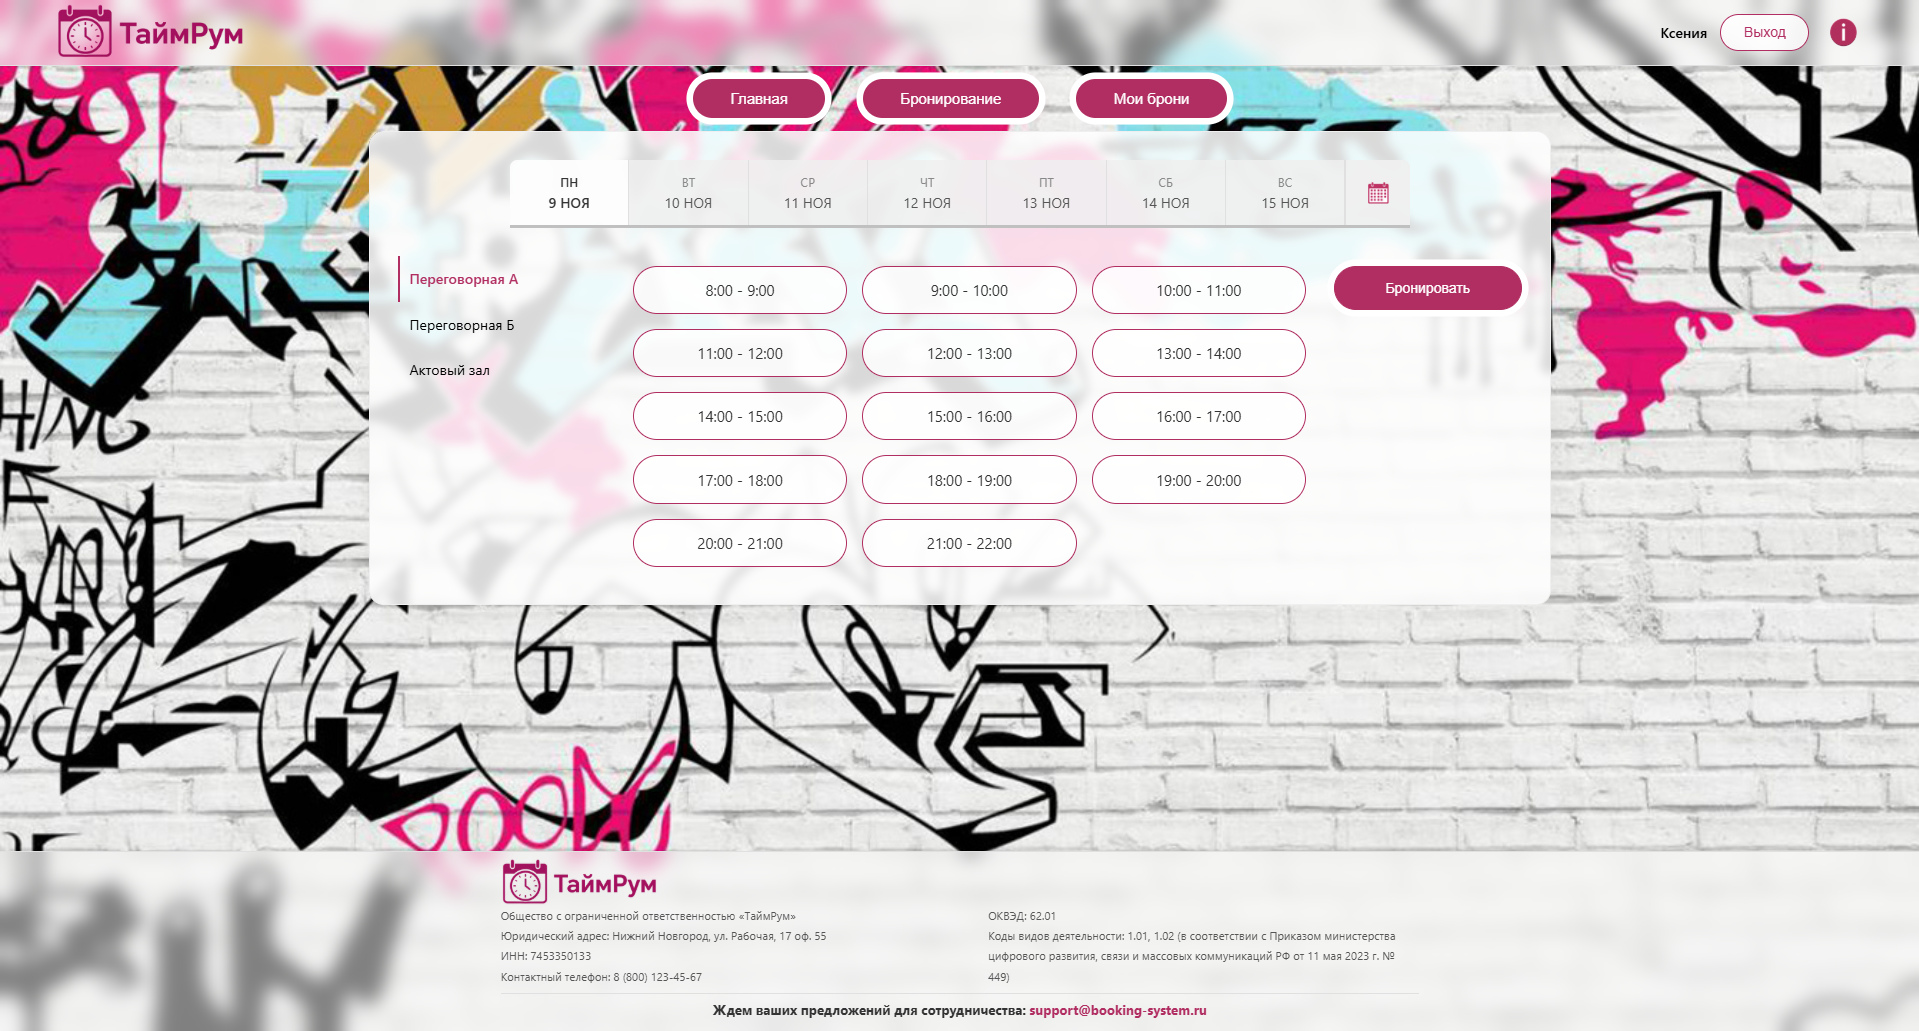 ТаймРум
Ксения
Выход
Главная
Бронирование
Мои брони
ПН
9 НОЯ
ВТ
10 НОЯ
СР
11 НОЯ
ЧТ
12 НОЯ
ПТ
13 НОЯ
СБ
14 НОЯ
ВС
15 НОЯ
Переговорная А
Переговорная Б
Актовый зал
8:00 - 9:00
9:00 - 10:00
10:00 - 11:00
Бронировать
11:00 - 12:00
12:00 - 13:00
13:00 - 14:00
14:00 - 15:00
15:00 - 16:00
16:00 - 17:00
17:00 - 18:00
18:00 - 19:00
19:00 - 20:00
20:00 - 21:00
21:00 - 22:00
ТаймРум
Общество с ограниченной ответственностью «ТаймРум»
Юридический адрес: Нижний Новгород, ул. Рабочая, 17 оф. 55
ИНН: 7453350133
Контактный телефон: 8 (800) 123-45-67
ОКВЭД: 62.01
Коды видов деятельности: 1.01, 1.02 (в соответствии с Приказом министерства
цифрового развития, связи и массовых коммуникаций РФ от 11 мая 2023 г. №
449)
Ждем ваших предложений для сотрудничества: support@booking-system.ru